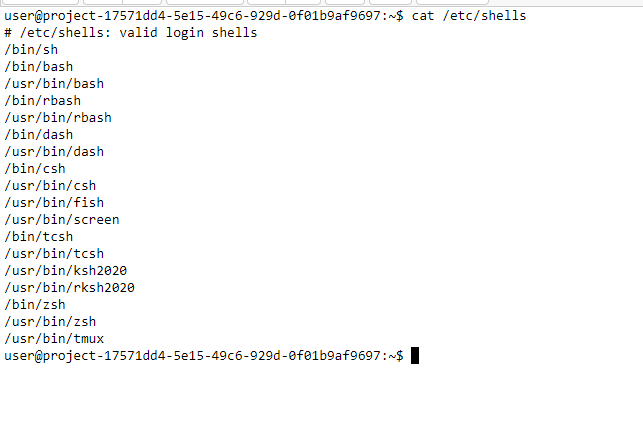 user@project-17571dd4-5e15-49c6-929d-0f01b9af9697:~$ cat /etc/shells
# /etc/shells: valid login shells
/bin/sh
/bin/bash
/usr/bin/bash
/bin/rbash
/usr/bin/rbash
/bin/dash
/usr/bin/dash
/bin/csh
/usr/bin/csh
/usr/bin/fish
/usr/bin/screen
/bin/tcsh
/usr/bin/tcsh
/usr/bin/ksh2020
/usr/bin/rksh2020
/bin/zsh
/usr/bin/zsh
/usr/bin/tmux
user@project-17571dd4-5e15-49c6-929d-0f01b9af9697:~$